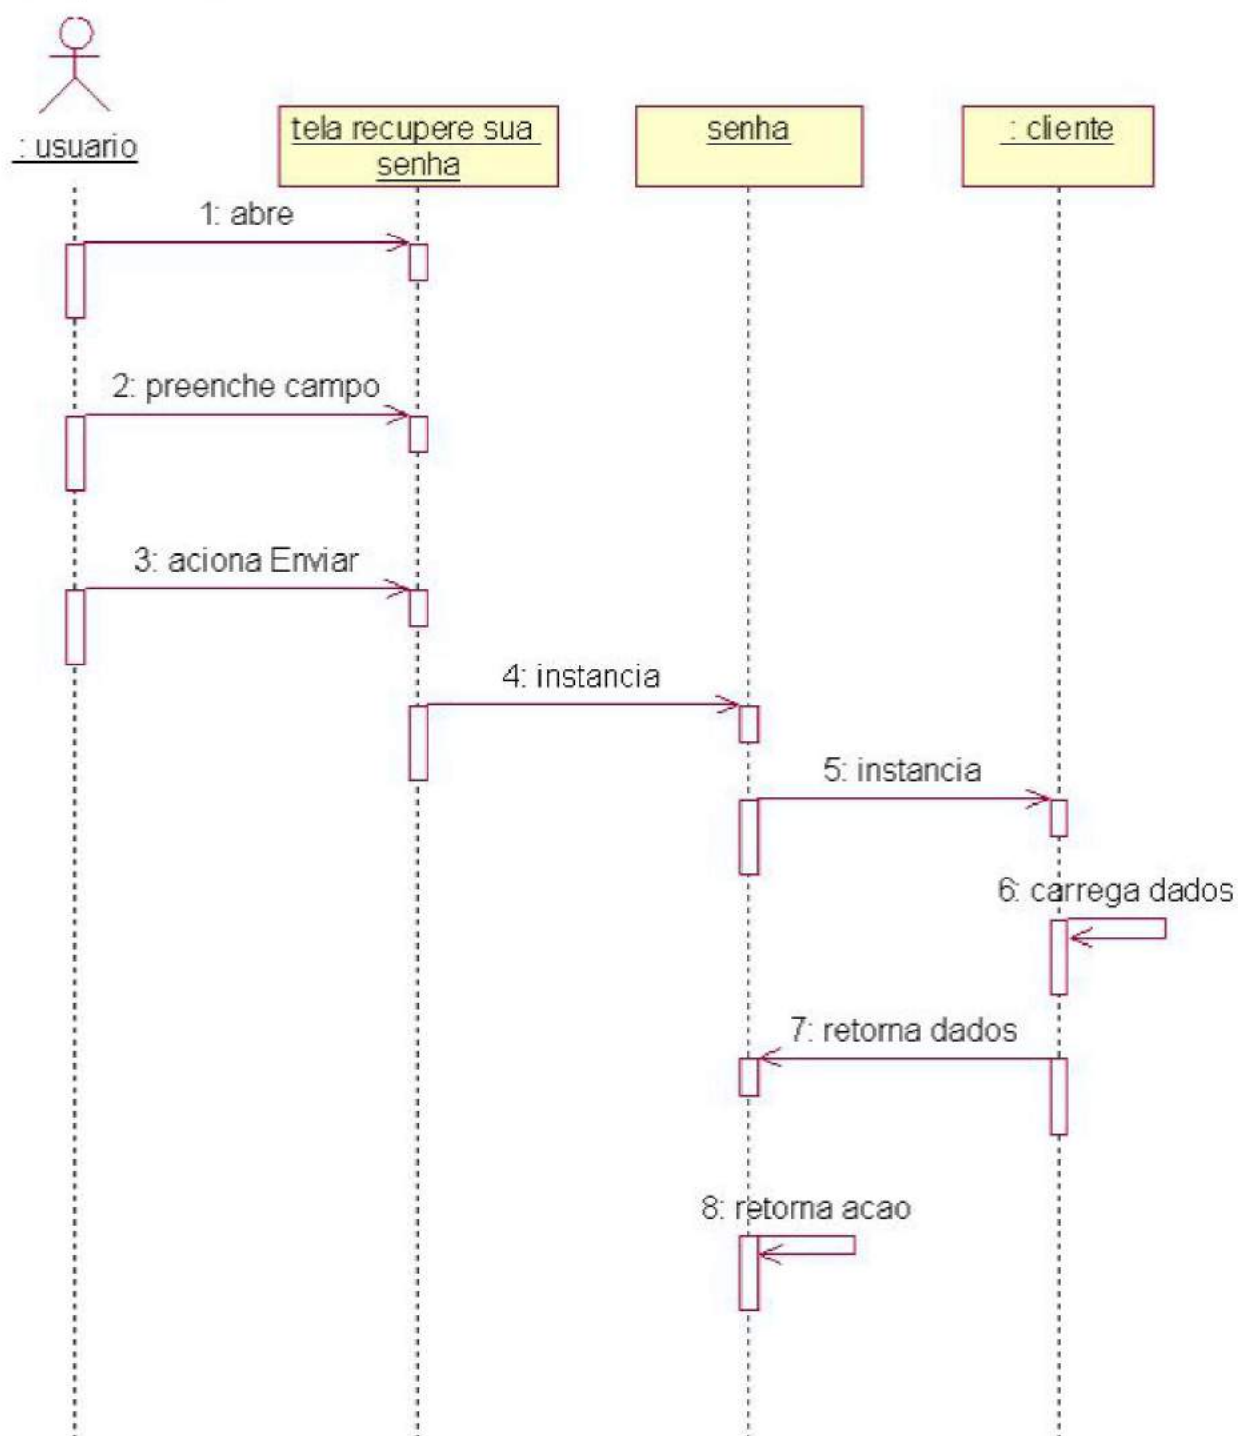 : usuario
tela recupere sua
senha
senha
: cliente
1: abre
2: preenche campo
3: aciona Enviar
4: instancia
5: instancia
6: carrega dados
7: retorna dados
8: retorna acao